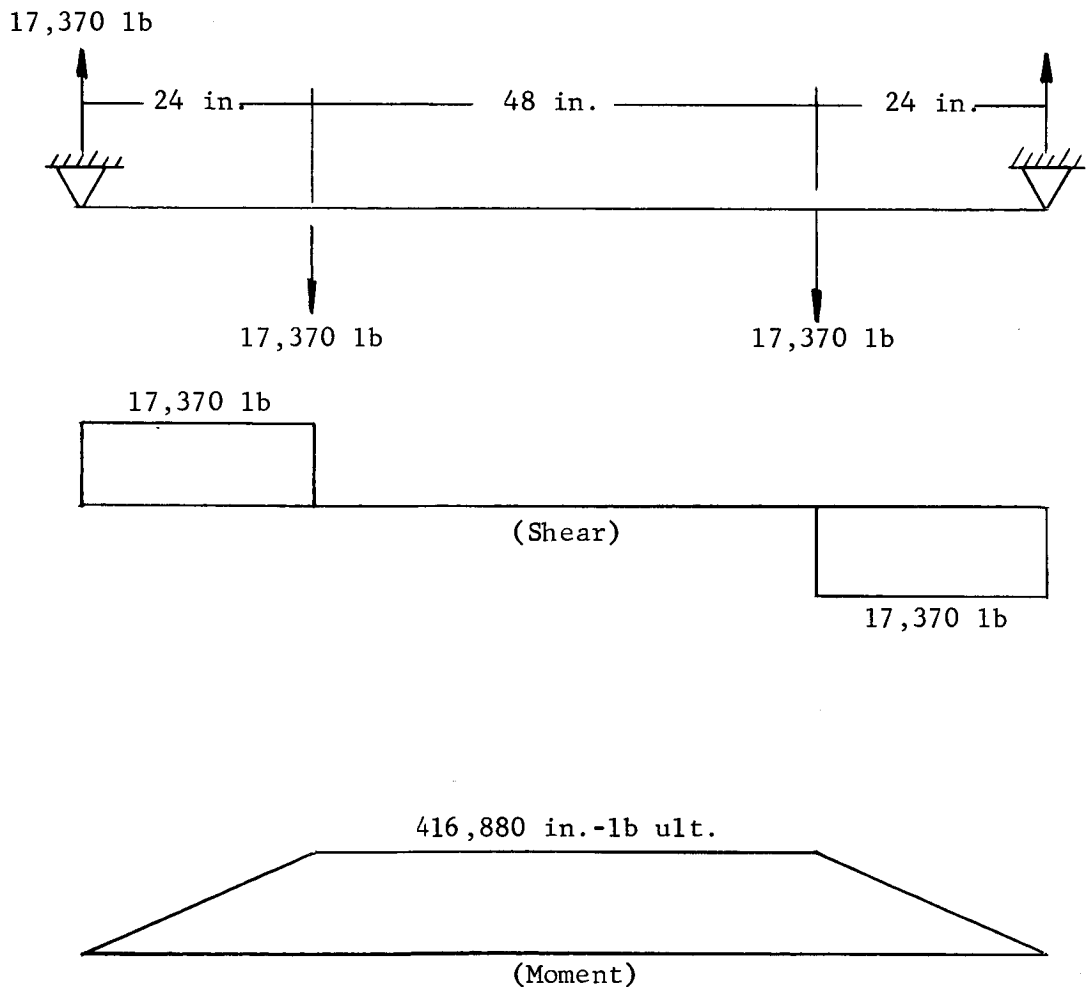 17,370 lb
24 in.
48 in.
24 in.
17,370 lb
17,370 lb
17,370 lb
(Shear)
17,370 lb
416,880 in.-lb ult.
(Moment)